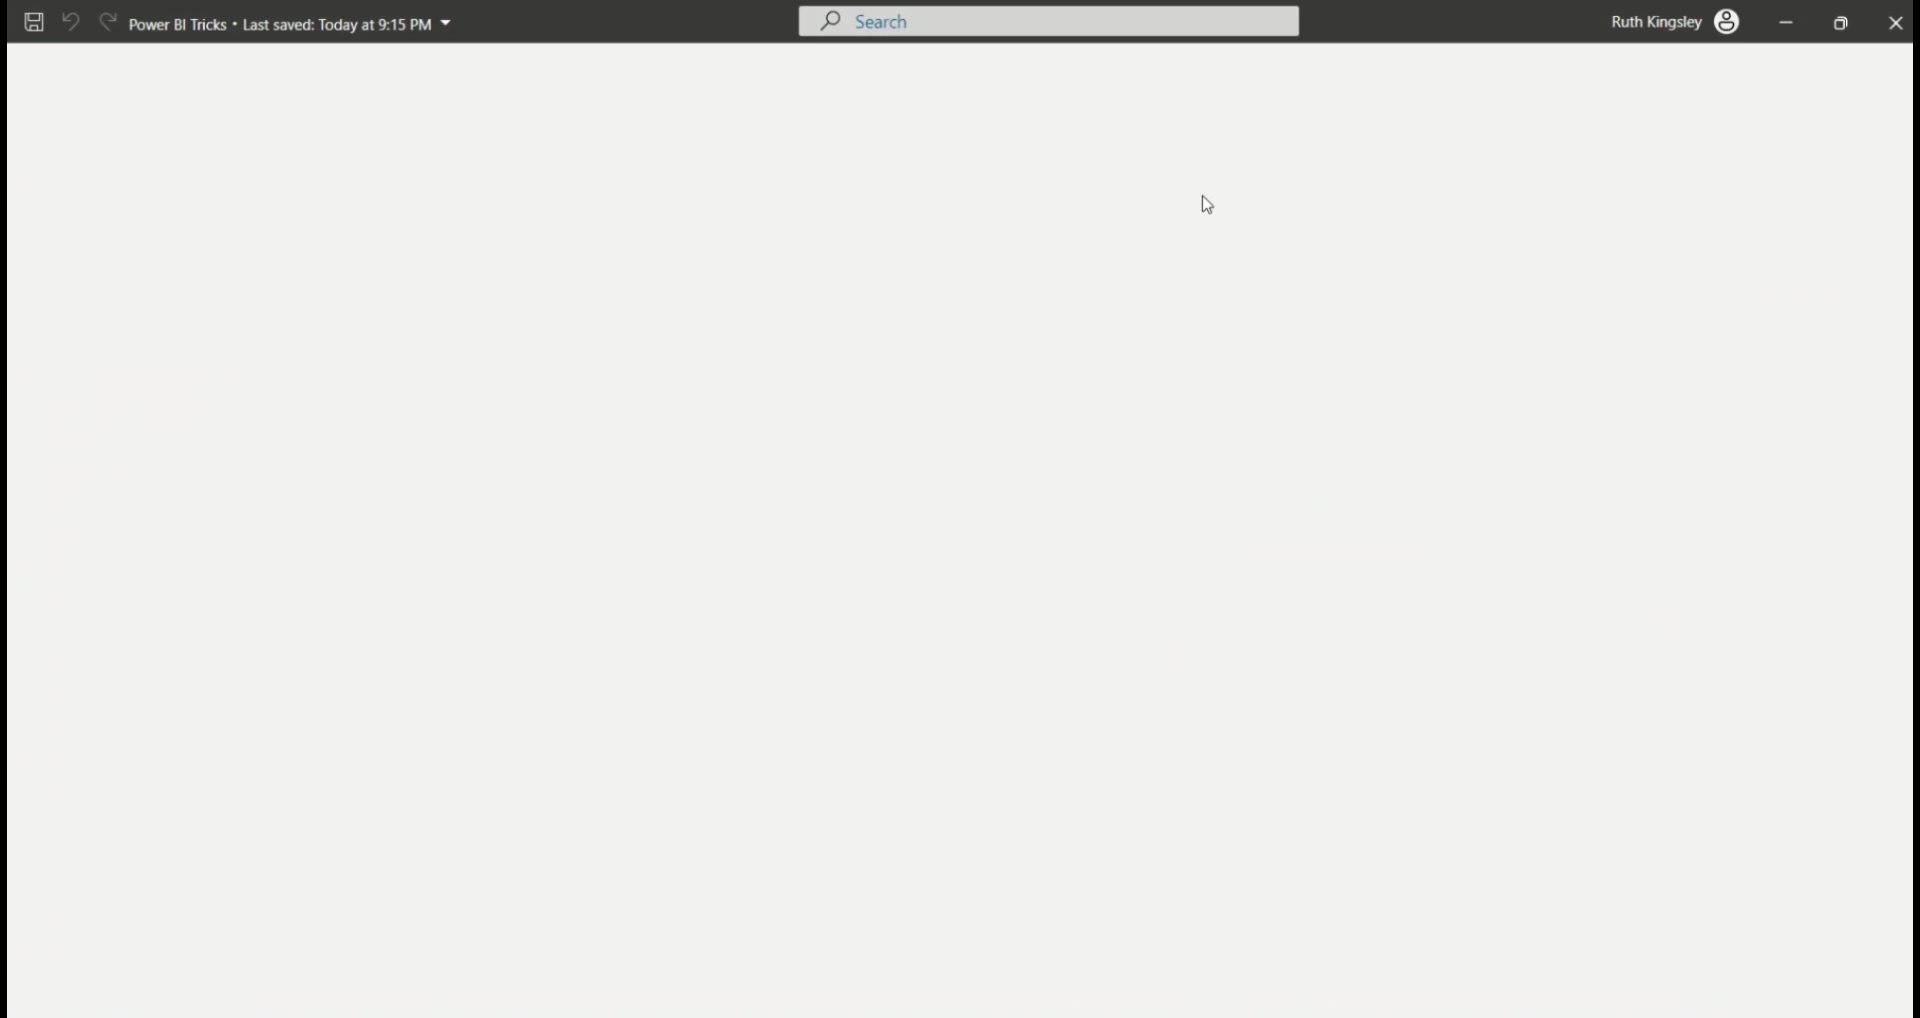 Power BI Tricks • Last saved: Today at 9:15 PM
Search
Ruth Kingsley